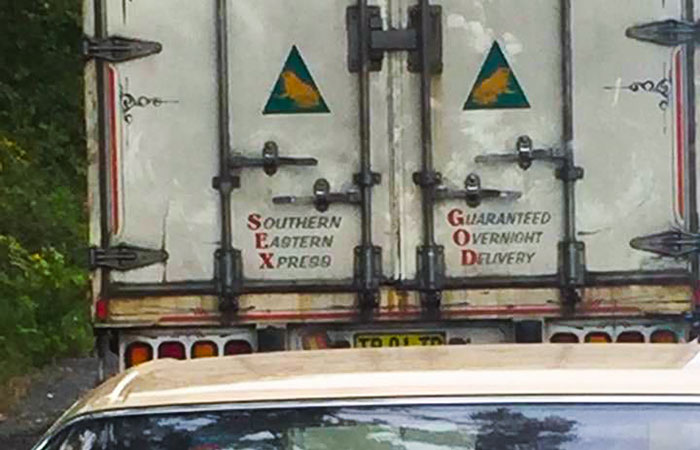 SOUTHERN
EASTERN
XPRESS
GUARANTEED
OVERNIGHT
DELIVERY